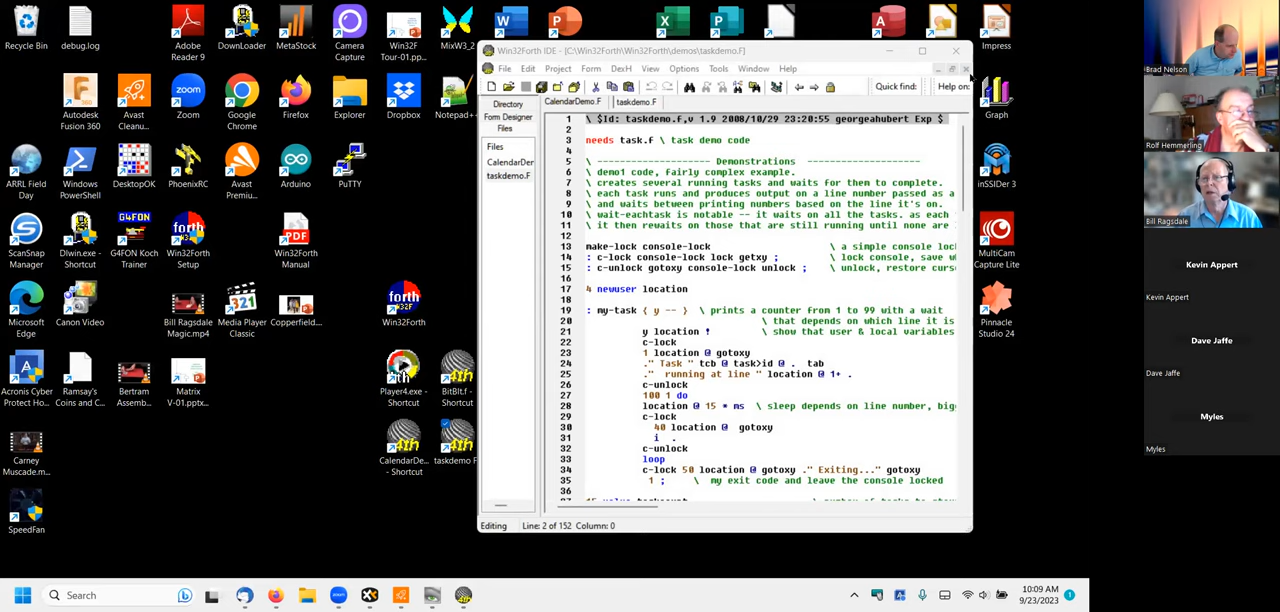 Recycle Bin
debug.log
Adobe
Reader 9
DownLoader
MetaStock
Camera
Capture
Win32F
Tour-01.ppt...
MixW3_2
Impress
Autodesk
Fusion 360
Avast
Cleanu...
Zoom
Google
Chrome
Firefox
Explorer
Dropbox
Notepad++
Graph
ARRL Field
Day
Windows
PowerShell
DesktopOK
PhoenixRC
Avast
Premiu...
Arduino
PuTTY
inSSIDer 3
ScanSnap
Manager
Dlwin.exe -
Shortcut
G4FON Koch
Trainer
Win32Forth
Setup
Win32Forth
Manual
MultiCam
Capture Lite
Microsoft
Edge
Canon Video
Bill Ragsdale
Magic.mp4
Media Player
Classic
Copperfield...
Win32Forth
Pinnacle
Studio 24
Acronis Cyber
Protect Ho...
Ramsay's
Coins and C...
Bertram
Assemb...
Matrix
V-01.pptx...
Player4.exe -
Shortcut
BitBlt.f -
Shortcut
Carney
Muscade.m...
CalendarDe...
- Shortcut
taskdemo F
SpeedFan
Win32Forth IDE - [C:\Win32Forth\Win32Forth\demos\taskdemo.F]
File Edit Project Form DexH View Options Tools Window Help
Quick find: Help on:
Directory
Form Designer
Files
Files
CalendarDer
taskdemo.F
CalendarDemo.F taskdemo.F
1 \ $Id: taskdemo.f,v 1.9 2008/10/29 23:20:55 georgeahubert Exp $
2
3 needs task.f \ task demo code
4
5 \ -------------------- Demonstrations --------------------
6 \ demo1 code, fairly complex example.
7 \ creates several running tasks and waits for them to complete.
8 \ each task runs and produces output on a line number passed as a
9 \ and waits between printing numbers based on the line it's on.
10 \ wait-eachtask is notable -- it waits on all the tasks. as each
11 \ it then rewaits on those that are still running until none are l
12
13 make-lock console-lock \ a simple console loc
14 : c-lock console-lock lock getxy ; \ lock console, save w
15 : c-unlock gotoxy console-lock unlock ; \ unlock, restore curs
16
17 4 newuser location
18
19 : my-task { y -- } \ prints a counter from 1 to 99 with a wait
20 \ that depends on which line it is
21 y location ! \ show that user & local variables
22 c-lock
23 1 location @ gotoxy
24 ." Task " tcb @ task>id @ . tab
25 ." running at line " location @ 1+ .
26 c-unlock
27 100 1 do
28 location @ 15 * ms \ sleep depends on line number, big
29 c-lock
30 40 location @ gotoxy
31 i .
32 c-unlock
33 loop
34 c-lock 50 location @ gotoxy ." Exiting..." gotoxy
35 1 ; \ my exit code and leave the console locked
36
Editing Line: 2 of 152 Column: 0
Brad Nelson
Rolf Hemmerling
Bill Ragsdale
Kevin Appert
Kevin Appert
Dave Jaffe
Dave Jaffe
Myles
Myles
Search
10:09 AM
9/23/2023